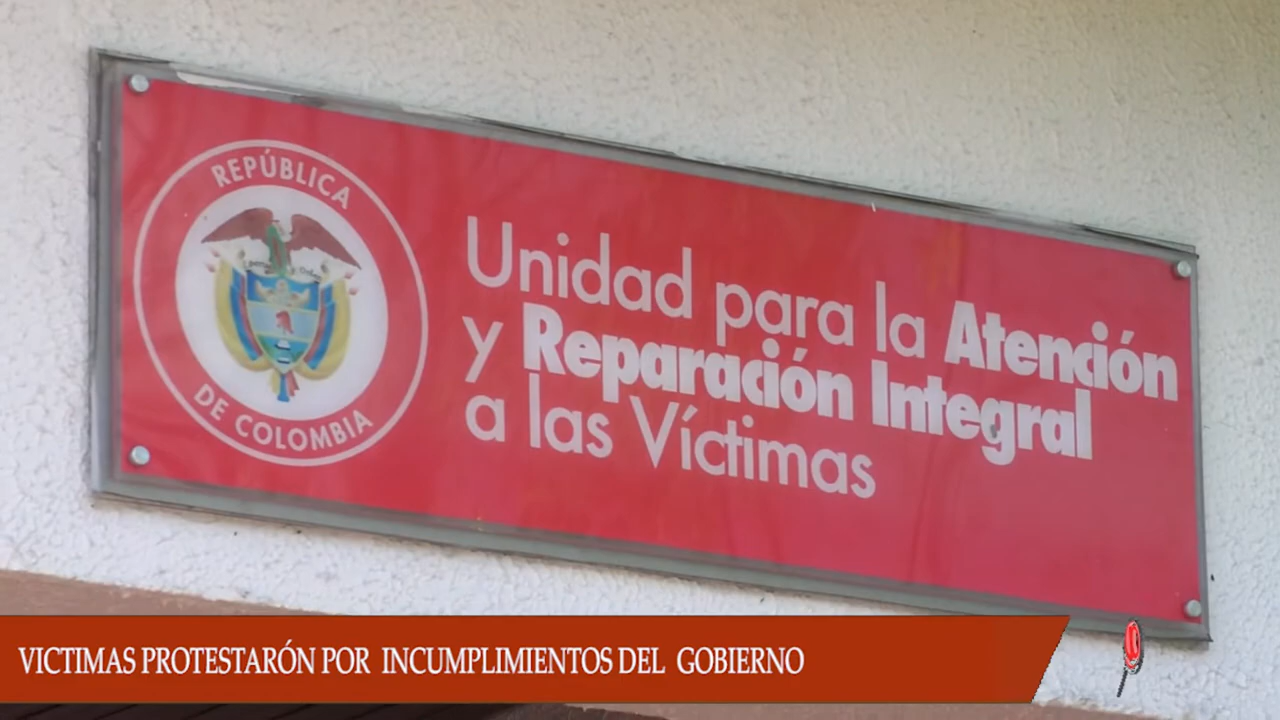 REPÚBLICA
DE COLOMBIA
Unidad para la Atención
y Reparación Integral
a las Víctimas
VICTIMAS PROTESTARÓN POR INCUMPLIMIENTOS DEL GOBIERNO